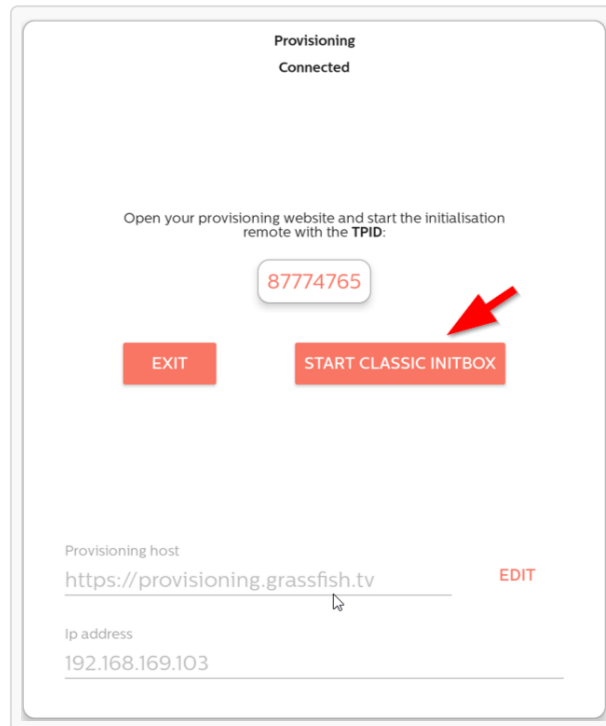 Provisioning
Connected
Open your provisioning website and start the initialisation
remote with the TPID:
87774765
EXIT
START CLASSIC INITBOX
Provisioning host
https://provisioning.grassfish.tv
EDIT
Ip address
192.168.169.103